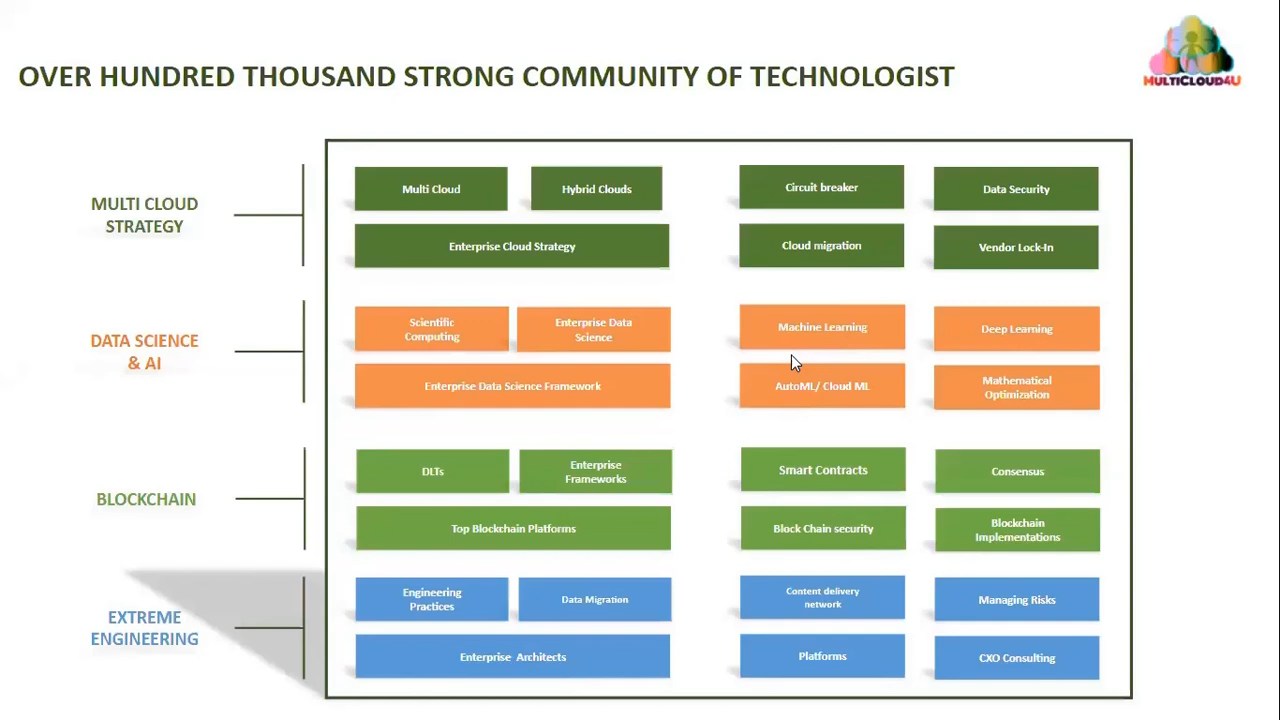 OVER HUNDRED THOUSAND STRONG COMMUNITY OF TECHNOLOGIST
MULTICLOUD4U
MULTI CLOUD
STRATEGY
Multi Cloud
Hybrid Clouds
Circuit breaker
Data Security
Enterprise Cloud Strategy
Cloud migration
Vendor Lock-In
DATA SCIENCE
& AI
Scientific
Computing
Enterprise Data
Science
Machine Learning
Deep Learning
Enterprise Data Science Framework
AutoML/ Cloud ML
Mathematical
Optimization
BLOCKCHAIN
DLTs
Enterprise
Frameworks
Smart Contracts
Consensus
Top Blockchain Platforms
Block Chain security
Blockchain
Implementations
EXTREME
ENGINEERING
Engineering
Practices
Data Migration
Content delivery
network
Managing Risks
Enterprise Architects
Platforms
CXO Consulting